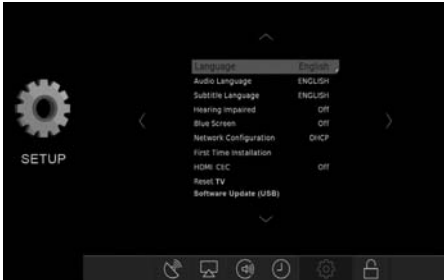 SETUP
Language English
Audio Language ENGLISH
Subtitle Language ENGLISH
Hearing Impaired Off
Blue Screen Off
Network Configuration DHCP
First Time Installation
HDMI CEC Off
Reset TV
Software Update (USB)